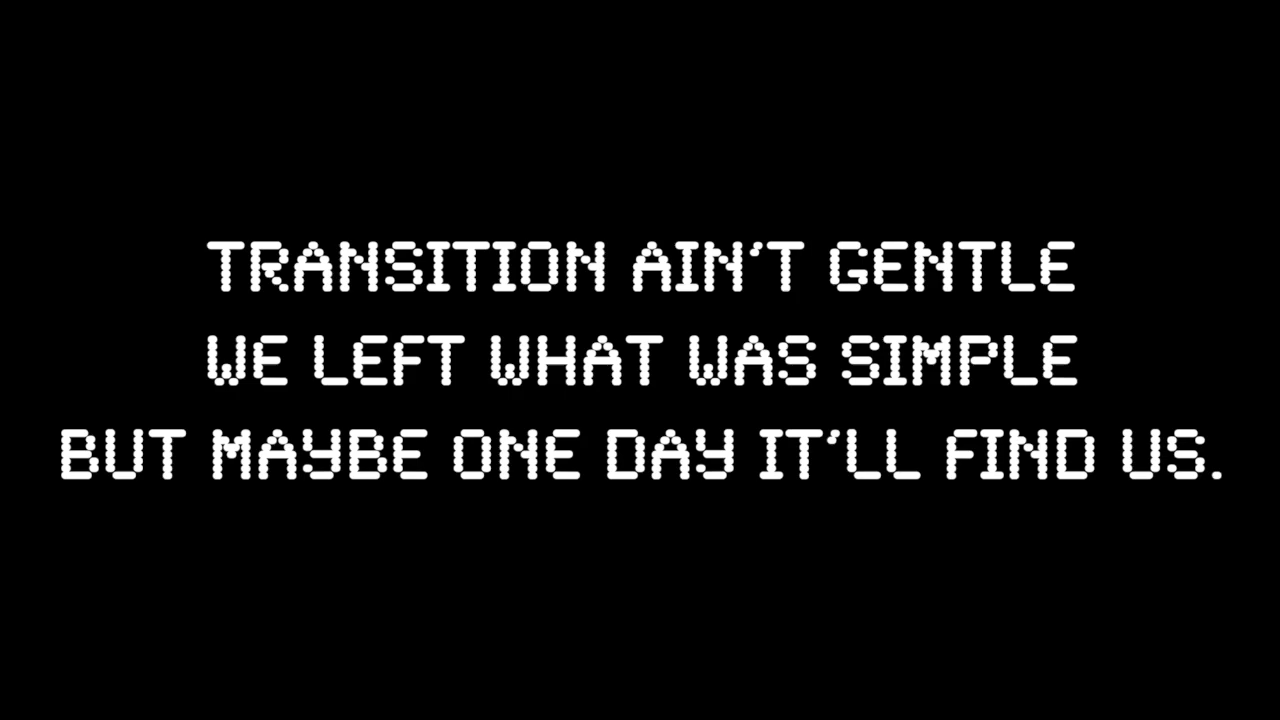 TRANSITION AIN'T GENTLE
WE LEFT WHAT WAS SIMPLE
BUT MAYBE ONE DAY IT'LL FIND US.